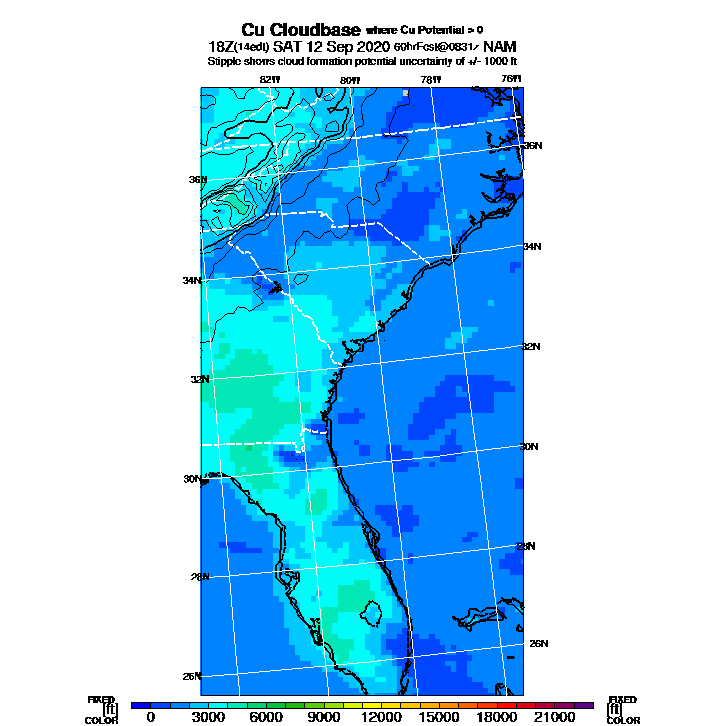 Cu Cloudbase where Cu Potential > 0
18Z(14edt) SAT 12 Sep 2020 60hrFcst@0831z NAM
Stipple shows cloud formation potential uncertainty of +/- 1000 ft
82W 80W 78W 76W
36N 36N
34N 34N
32N 32N
30N 30N
28N 28N
26N 26N
FIXED FIXED
[ft] [ft]
COLOR COLOR
0 3000 6000 9000 12000 15000 18000 21000